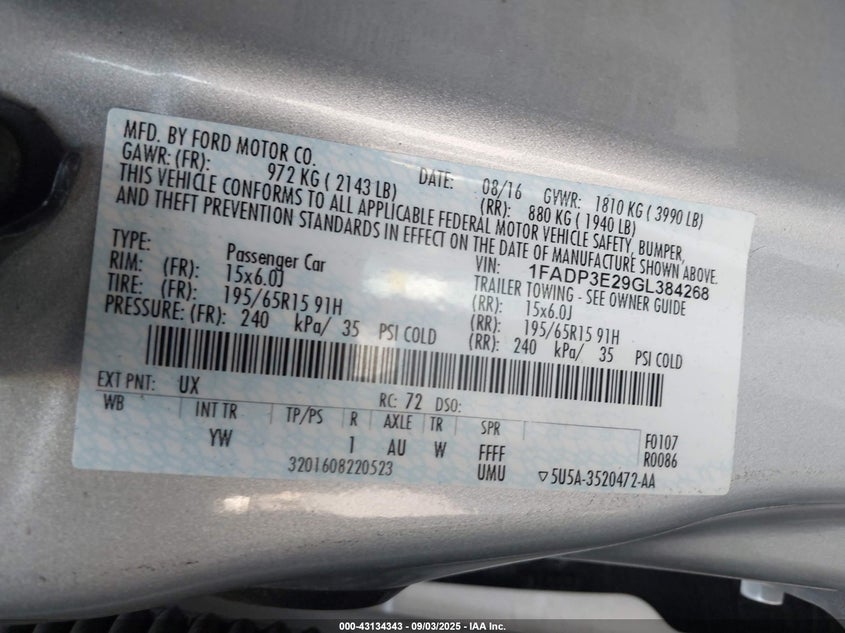 MFD. BY FORD MOTOR CO.
DATE: 08/16 GVWR: 1810 KG ( 3990 LB)
GAWR: (FR): 972 KG ( 2143 LB) (RR): 880 KG ( 1940 LB)
THIS VEHICLE CONFORMS TO ALL APPLICABLE FEDERAL MOTOR VEHICLE SAFETY, BUMPER,
AND THEFT PREVENTION STANDARDS IN EFFECT ON THE DATE OF MANUFACTURE SHOWN ABOVE.
VIN: 1FADP3E29GL384268
TYPE: Passenger Car TRAILER TOWING - SEE OWNER GUIDE
RIM: (FR): 15x6.0J (RR): 15x6.0J
TIRE: (FR): 195/65R15 91H (RR): 195/65R15 91H
PRESSURE: (FR): 240 kPa/ 35 PSI COLD (RR): 240 kPa/ 35 PSI COLD
EXT PNT: UX RC: 72 DSO:
WB INT TR TP/PS R AXLE TR SPR
YW 1 AU W FFFF F0107
UMU R0086
3201608220523 ▽5U5A-3520472-AA
000-43134343 - 09/03/2025 - IAA Inc.